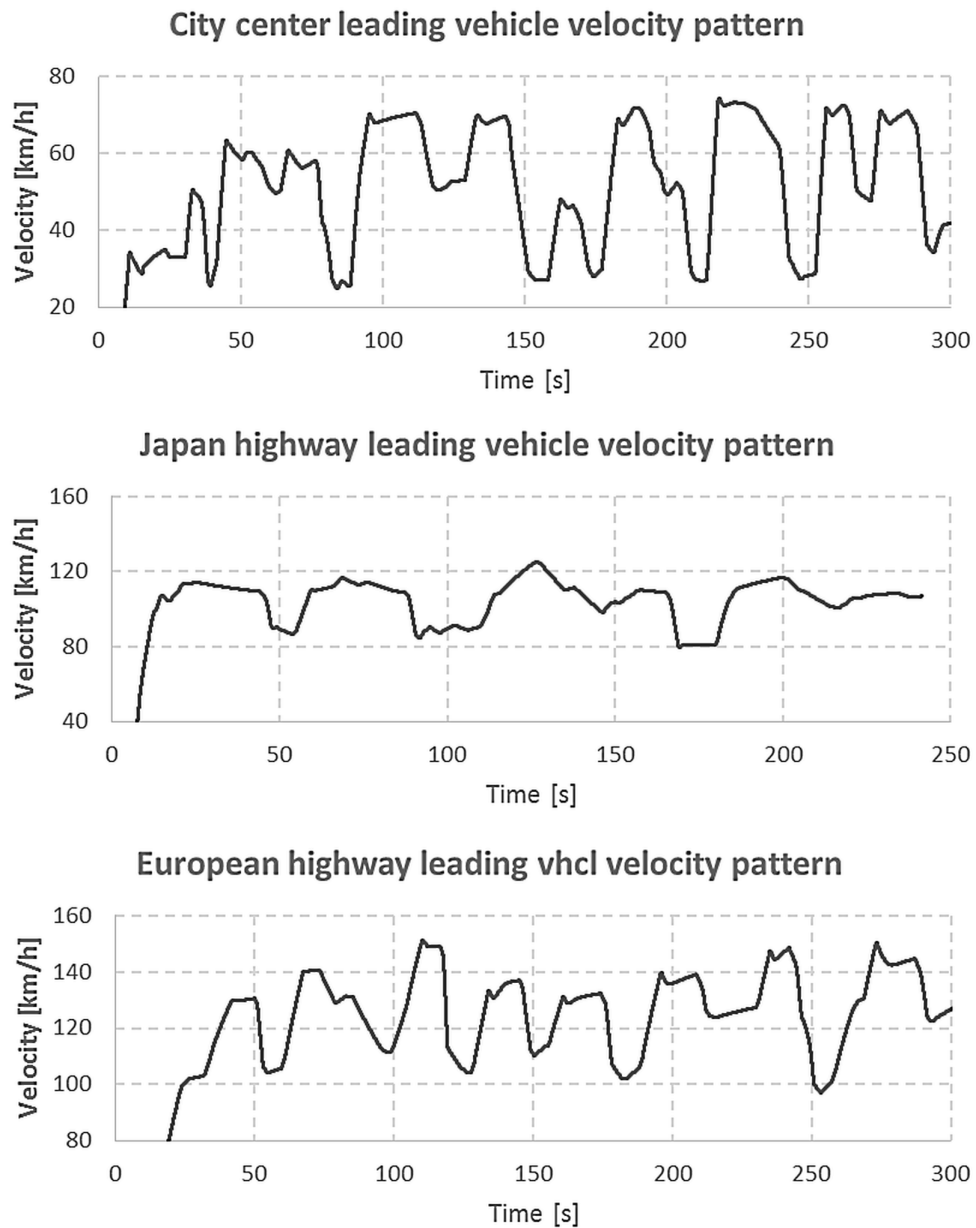 City center leading vehicle velocity pattern
Velocity [km/h]
80
60
40
20
0 50 100 150 200 250 300
Time [s]
Japan highway leading vehicle velocity pattern
Velocity [km/h]
160
120
80
40
0 50 100 150 200 250
Time [s]
European highway leading vhcl velocity pattern
Velocity [km/h]
160
140
120
100
80
0 50 100 150 200 250 300
Time [s]